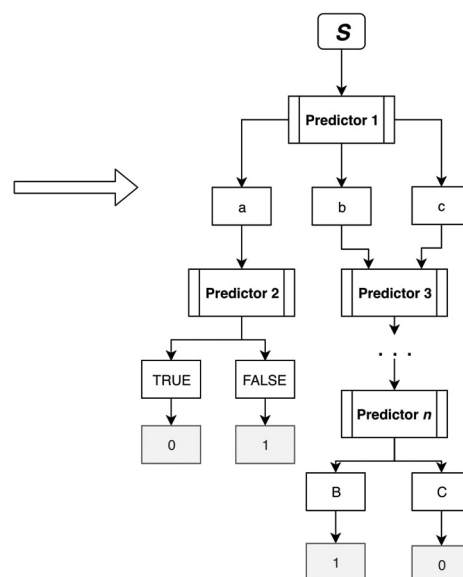 S
Predictor 1
a
b
c
Predictor 2
Predictor 3
. . .
TRUE
FALSE
Predictor n
0
1
B
C
1
0